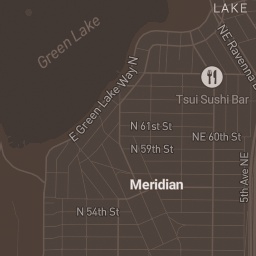 LAKE
Green Lake
NE Ravenna B
E Green Lake Way N
Tsui Sushi Bar
N 61st St
NE 60th St
N 59th St
5th Ave NE
Meridian
N 54th St